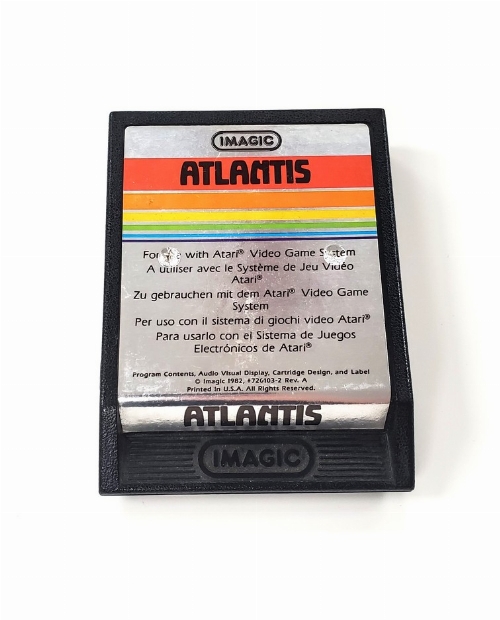 IMAGIC
ATLANTIS
For with Atari® Video Game System
A utiliser avec le Système de Jeu Vidéo
Atari®
Zu gebrauchen mit dem Atari® Video Game
System
Per uso con il sistema di giochi video Atari®
Para usarlo con el Sistema de Juegos
Electrónicos de Atari®
Program Contents, Audio Visual Display, Cartridge Design, and Label
© Imagic 1982, #726103-2 Rev. A
Printed in U.S.A. All Rights Reserved.
ATLANTIS
IMAGIC